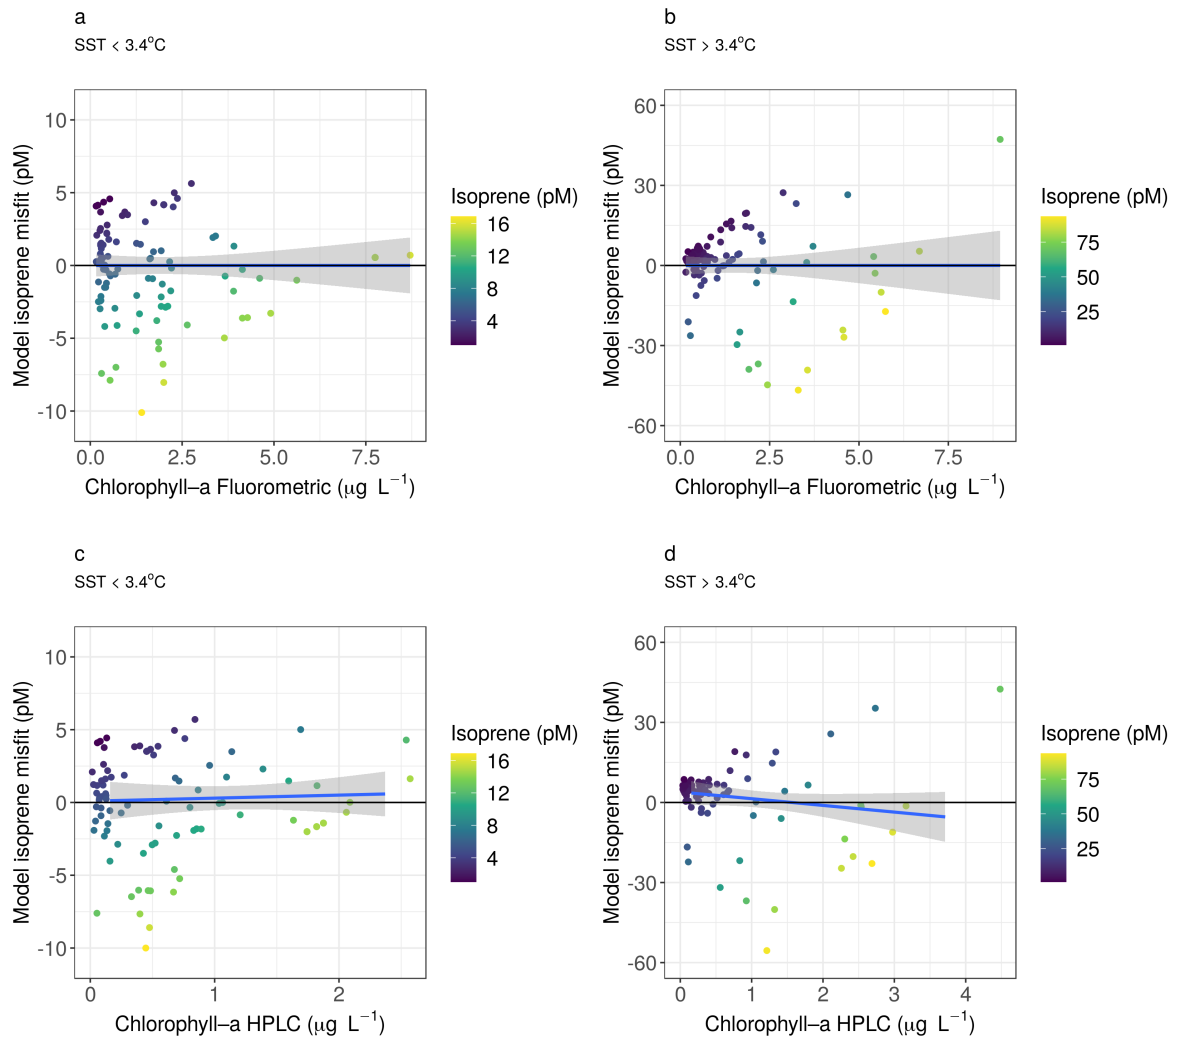 a
SST < 3.4°C
10
5
0
-5
-10
Model isoprene misfit (pM)
0.0 2.5 5.0 7.5
Chlorophyll–a Fluorometric (μg L⁻¹)
Isoprene (pM)
16
12
8
4
b
SST > 3.4°C
60
30
0
-30
-60
Model isoprene misfit (pM)
0.0 2.5 5.0 7.5
Chlorophyll–a Fluorometric (μg L⁻¹)
Isoprene (pM)
75
50
25
c
SST < 3.4°C
10
5
0
-5
-10
Model isoprene misfit (pM)
0 1 2
Chlorophyll–a HPLC (μg L⁻¹)
Isoprene (pM)
16
12
8
4
d
SST > 3.4°C
60
30
0
-30
-60
Model isoprene misfit (pM)
0 1 2 3 4
Chlorophyll–a HPLC (μg L⁻¹)
Isoprene (pM)
75
50
25